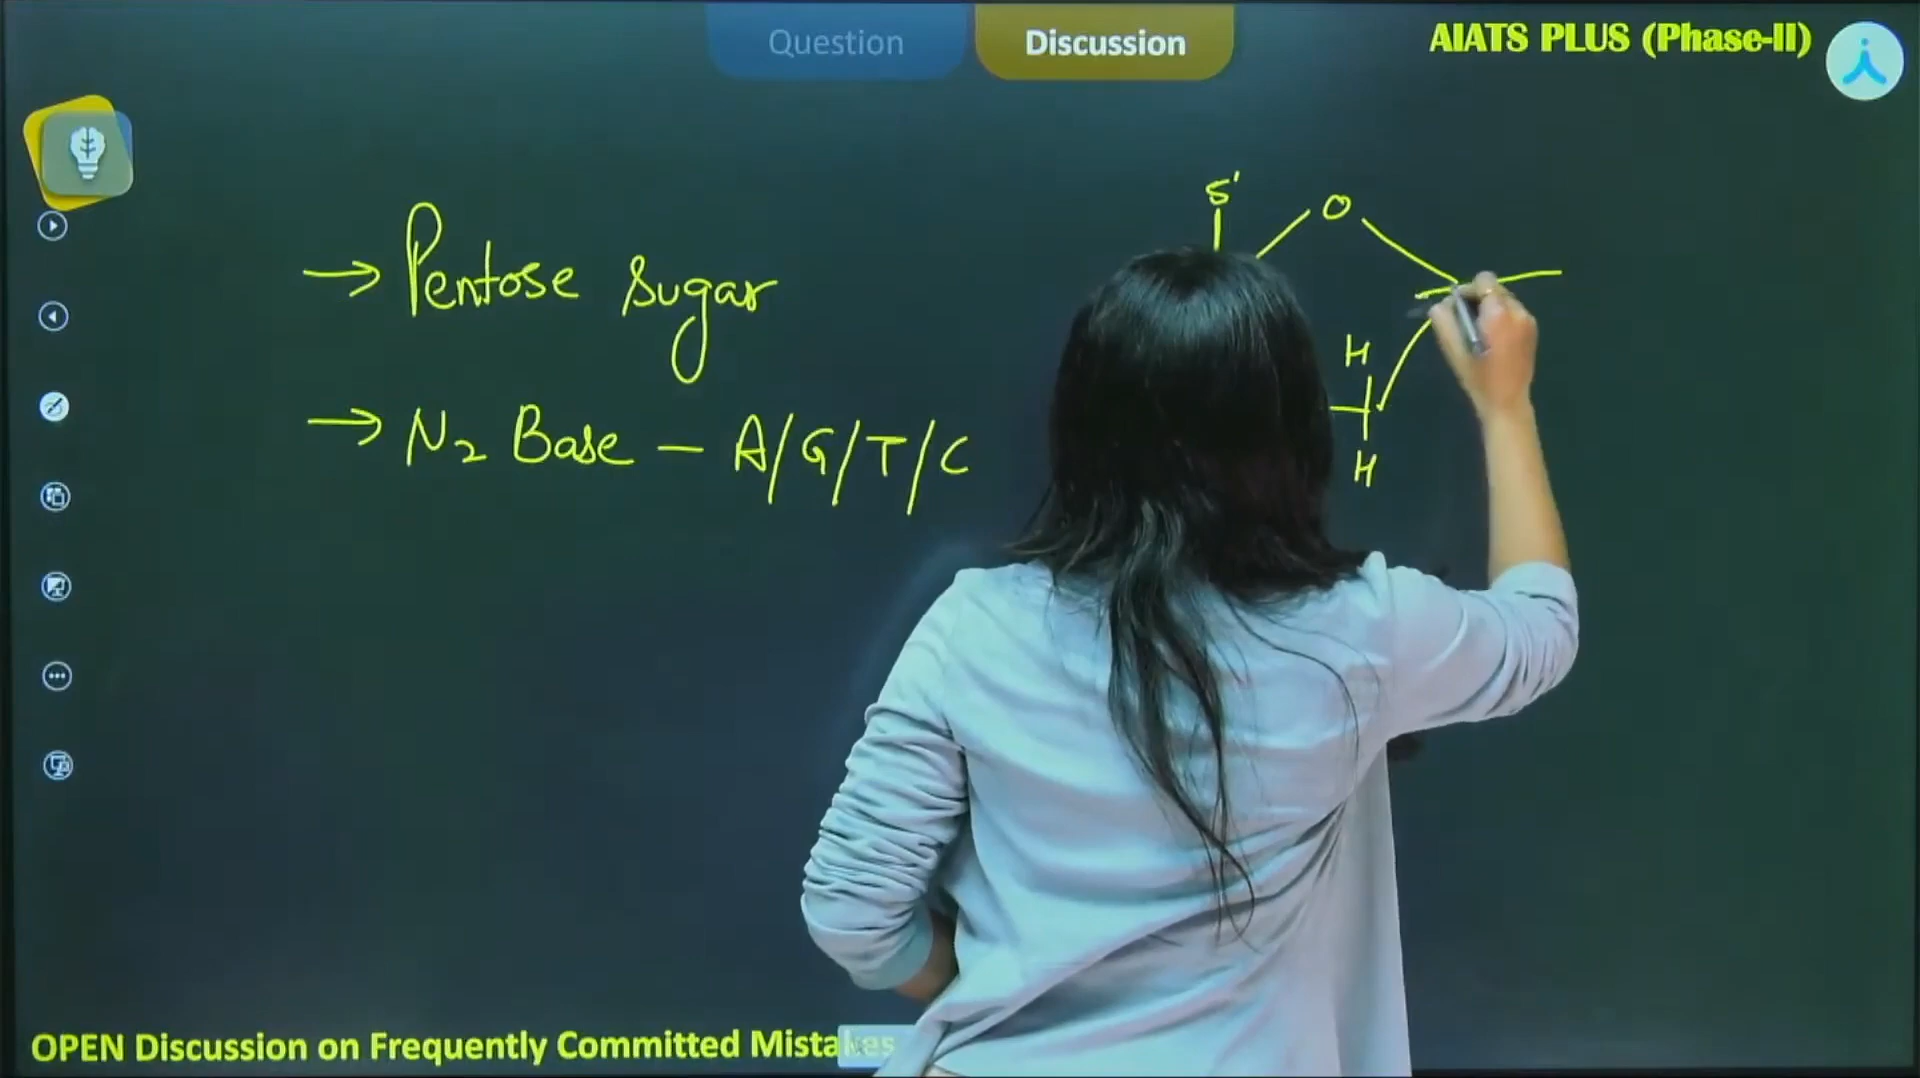 Question
Discussion
AIATS PLUS (Phase-II)
→ Pentose Sugar
→ N₂ Base — A/G/T/C
5'
O
H
H
OPEN Discussion on Frequently Committed Mistakes